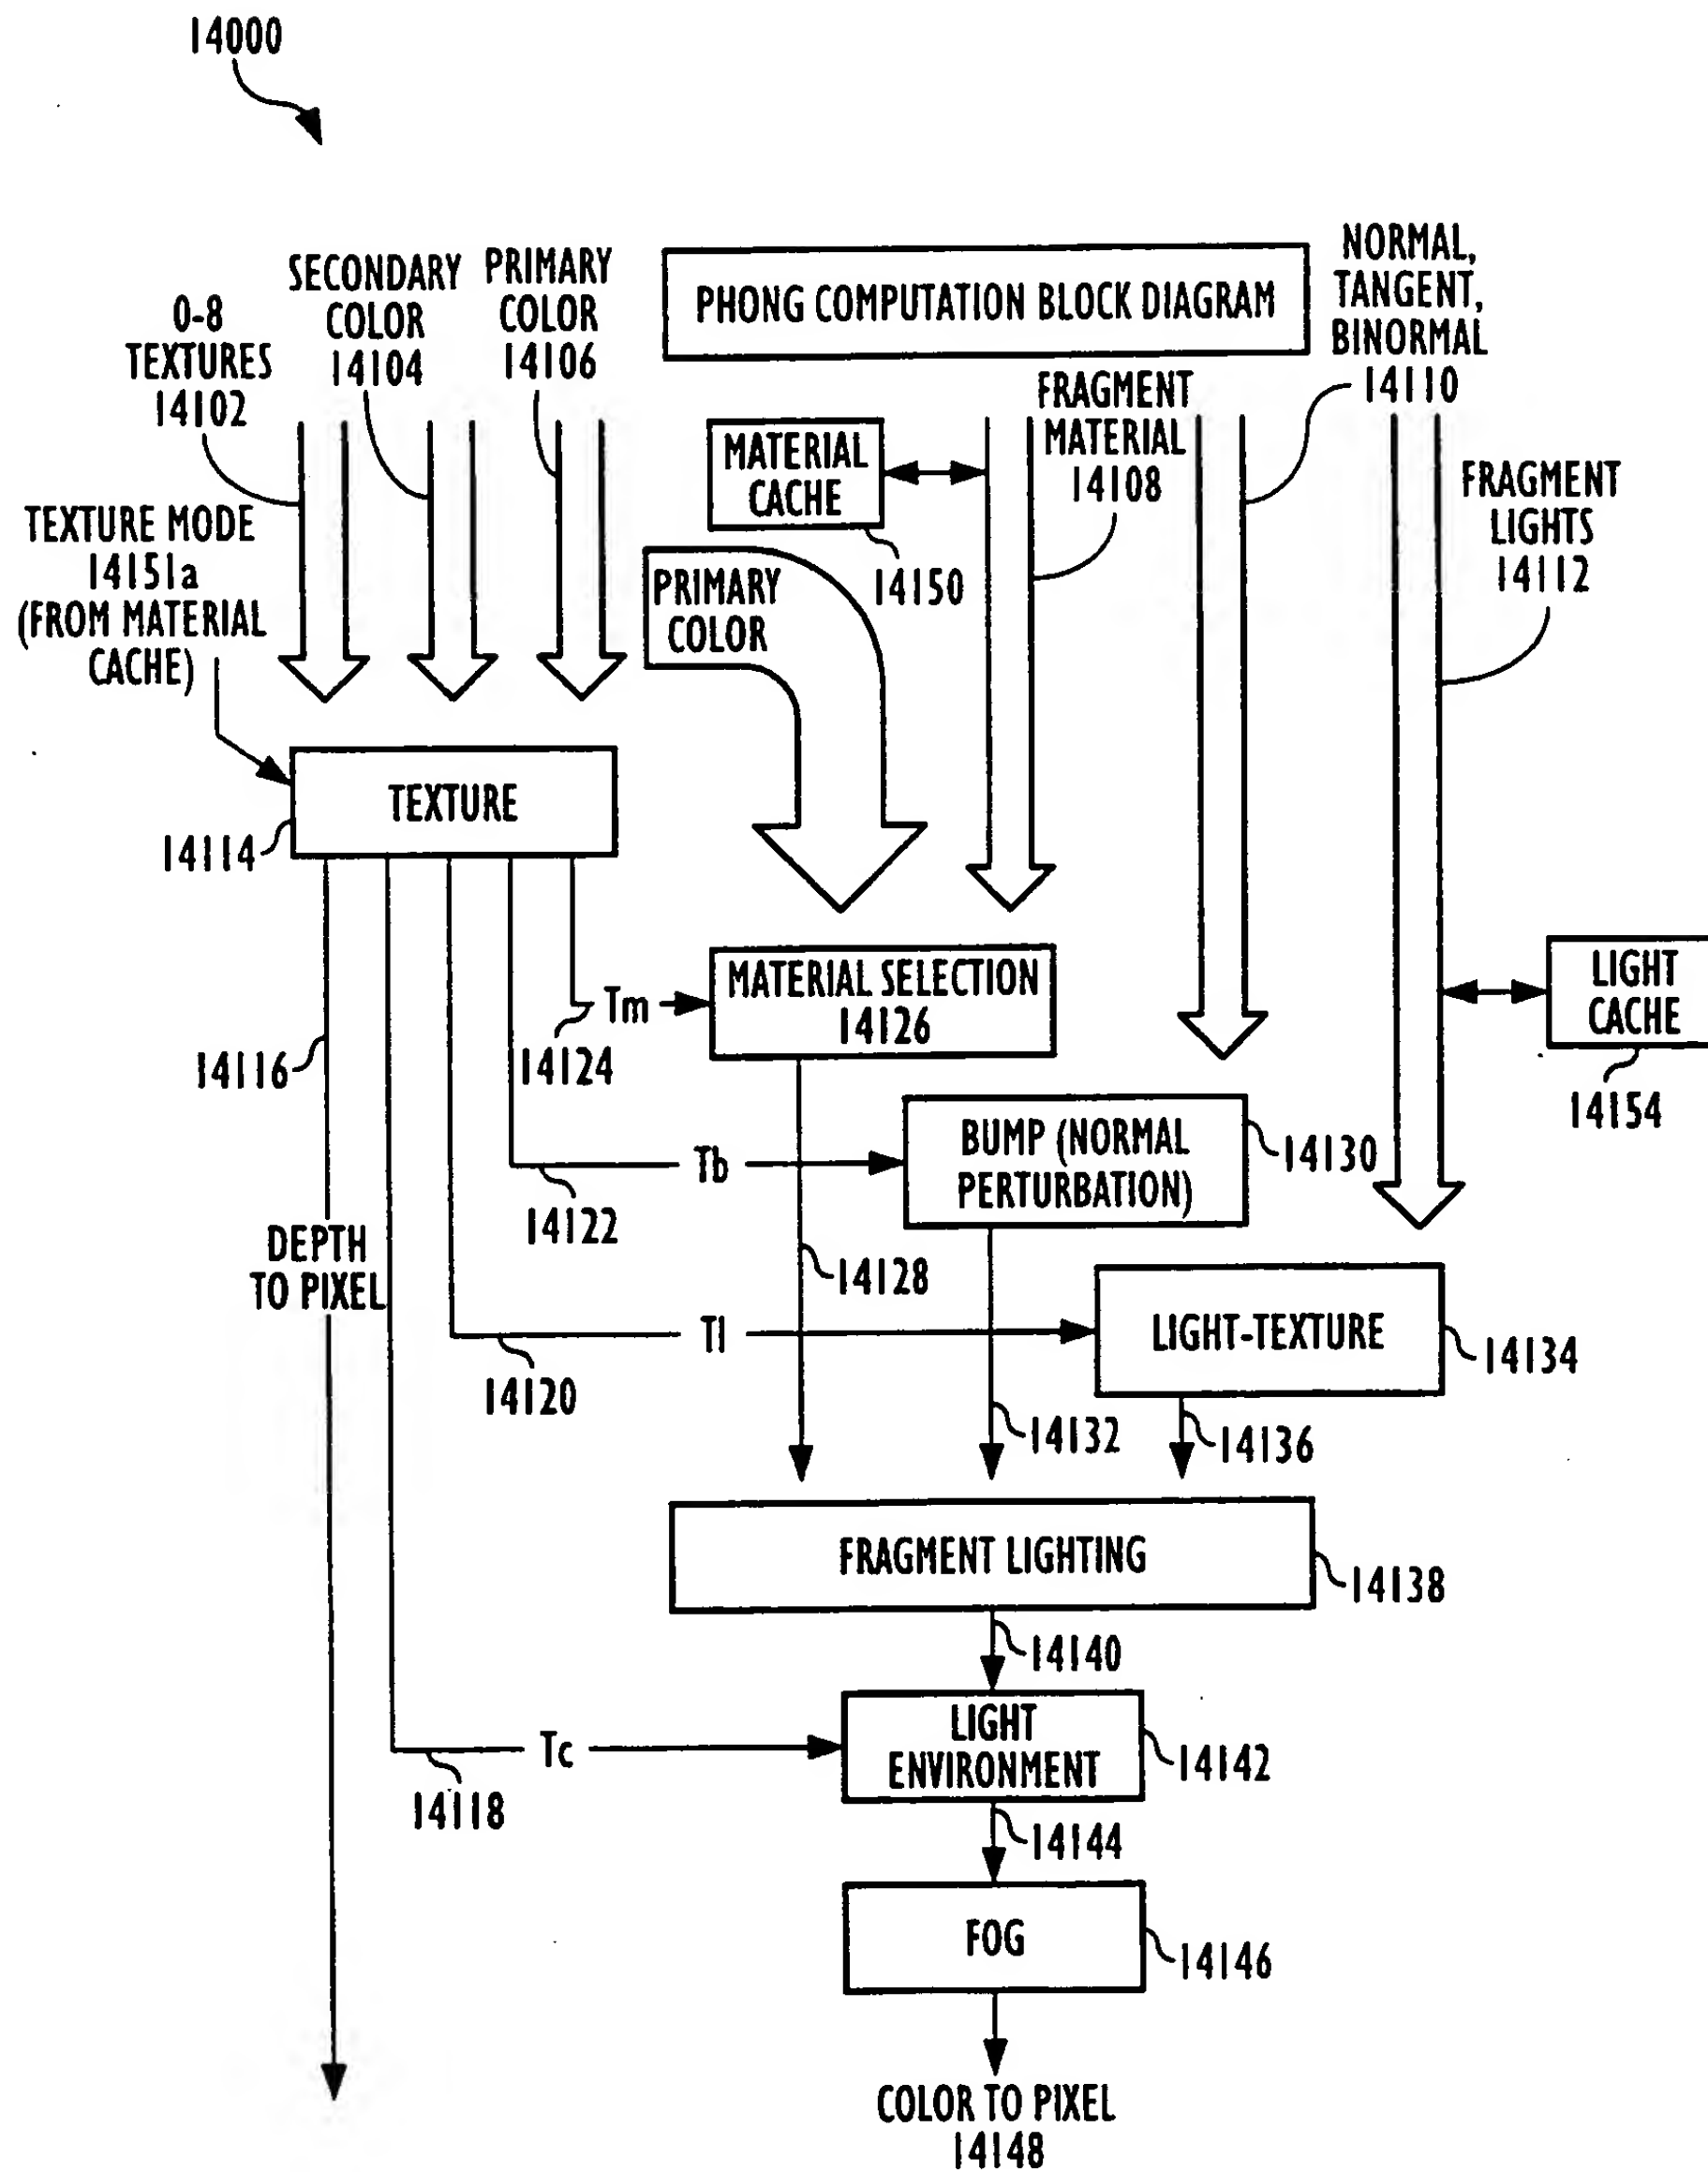 14000
0-8
TEXTURES
14102
SECONDARY
COLOR
14104
PRIMARY
COLOR
14106
PHONG COMPUTATION BLOCK DIAGRAM
NORMAL,
TANGENT,
BINORMAL
14110
TEXTURE MODE
14151a
(FROM MATERIAL
CACHE)
MATERIAL
CACHE
14150
FRAGMENT
MATERIAL
14108
FRAGMENT
LIGHTS
14112
PRIMARY
COLOR
TEXTURE
14114
MATERIAL SELECTION
14126
LIGHT
CACHE
14154
Tm
14124
14116
BUMP (NORMAL
PERTURBATION)
14130
Tb
14122
DEPTH
TO PIXEL
14128
LIGHT-TEXTURE
14134
Tl
14120
14132
14136
FRAGMENT LIGHTING
14138
14140
LIGHT
ENVIRONMENT
14142
Tc
14118
14144
FOG
14146
COLOR TO PIXEL
14148